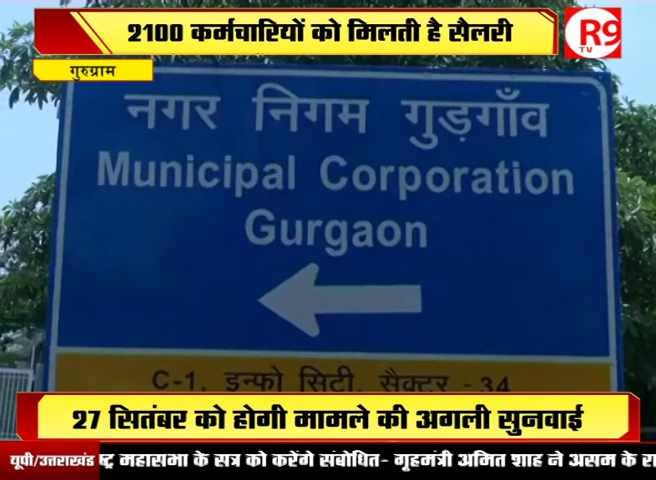 2100 कर्मचारियों को मिलती है सैलरी
R9
TV
गुरुग्राम
नगर निगम गुड़गाँव
Municipal Corporation
Gurgaon
C-1, इन्फो सिटी, सैक्टर -34
27 सितंबर को होगी मामले की अगली सुनवाई
यूपी/उत्तराखंड
महासभा के सत्र को करेंगे संबोधित- गृहमंत्री अमित शाह ने असम के